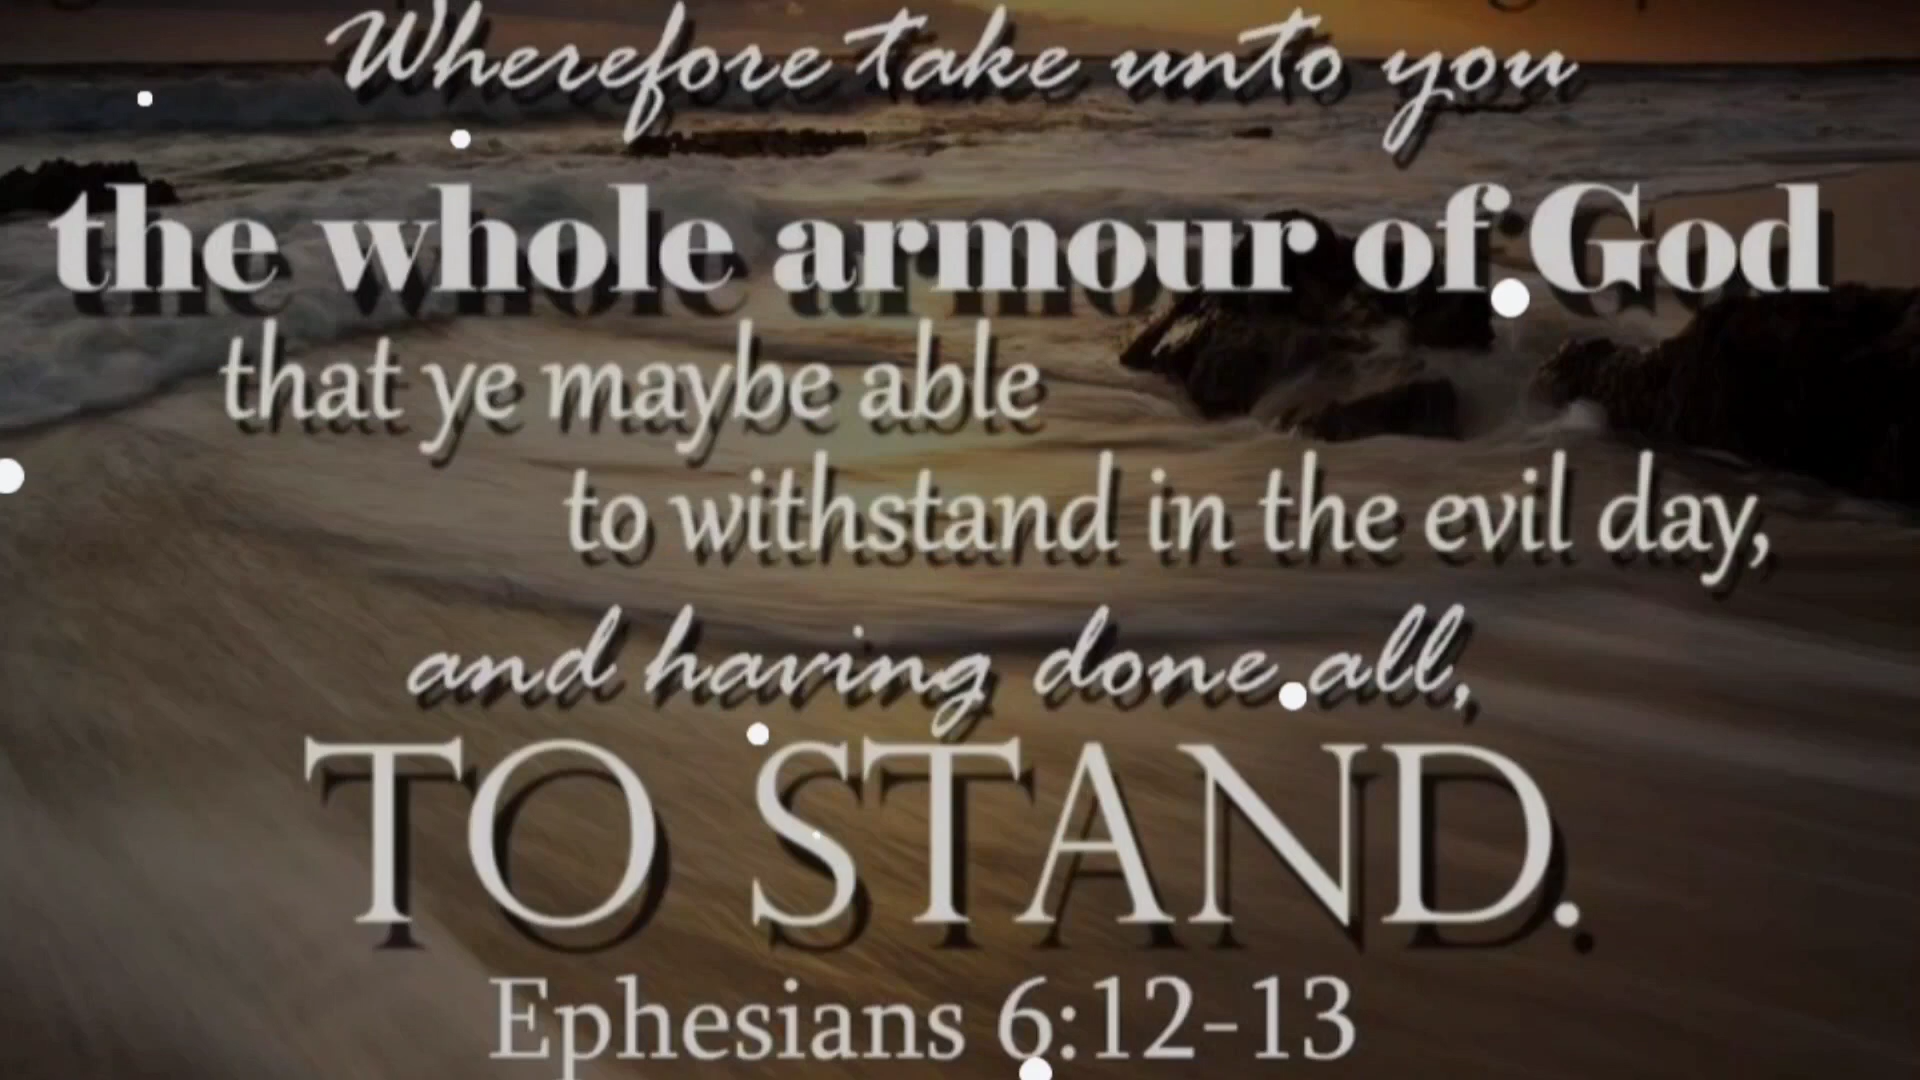 Wherefore take unto you
the whole armour of God
that ye maybe able
to withstand in the evil day,
and having done all,
TO STAND.
Ephesians 6:12-13